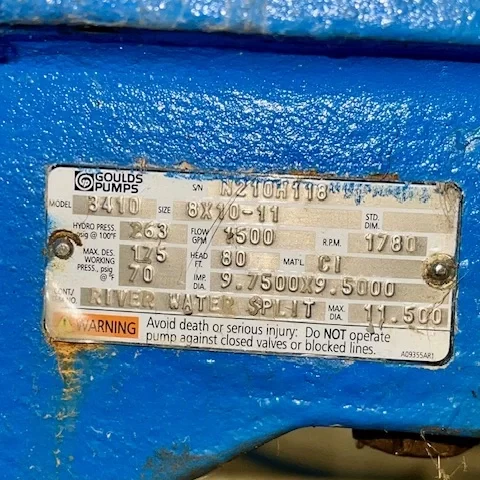 GOULDS PUMPS S/N N210H118
MODEL 3410 SIZE 8X10-11 STD. DIM.
HYDRO PRESS. psig @ 100°F 263 FLOW GPM 1500 R.P.M. 1780
MAX. DES. WORKING PRESS., psig @ 175 HEAD FT. 80 MAT'L CI
70 IMP. DIA. 9.7500X9.5000
RIVER WATER SPLIT MAX. DIA. 11.500
WARNING Avoid death or serious injury: Do NOT operate
pump against closed valves or blocked lines.
A09355AR1